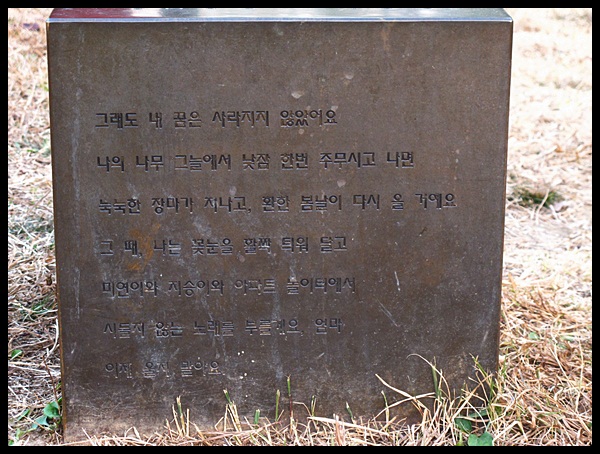 그래도 내 꿈은 사라지지 않았어요
나의 나무 그늘에서 낮잠 한번 주무시고 나면
눅눅한 장마가 지나고, 환한 봄날이 다시 올 거예요
그 때, 나는 꽃눈을 활짝 틔워 달고
미연이와 지승이와 아파트 놀이터에서
시들지 않는 노래를 부를게요, 엄마
이제, 울지 말아요